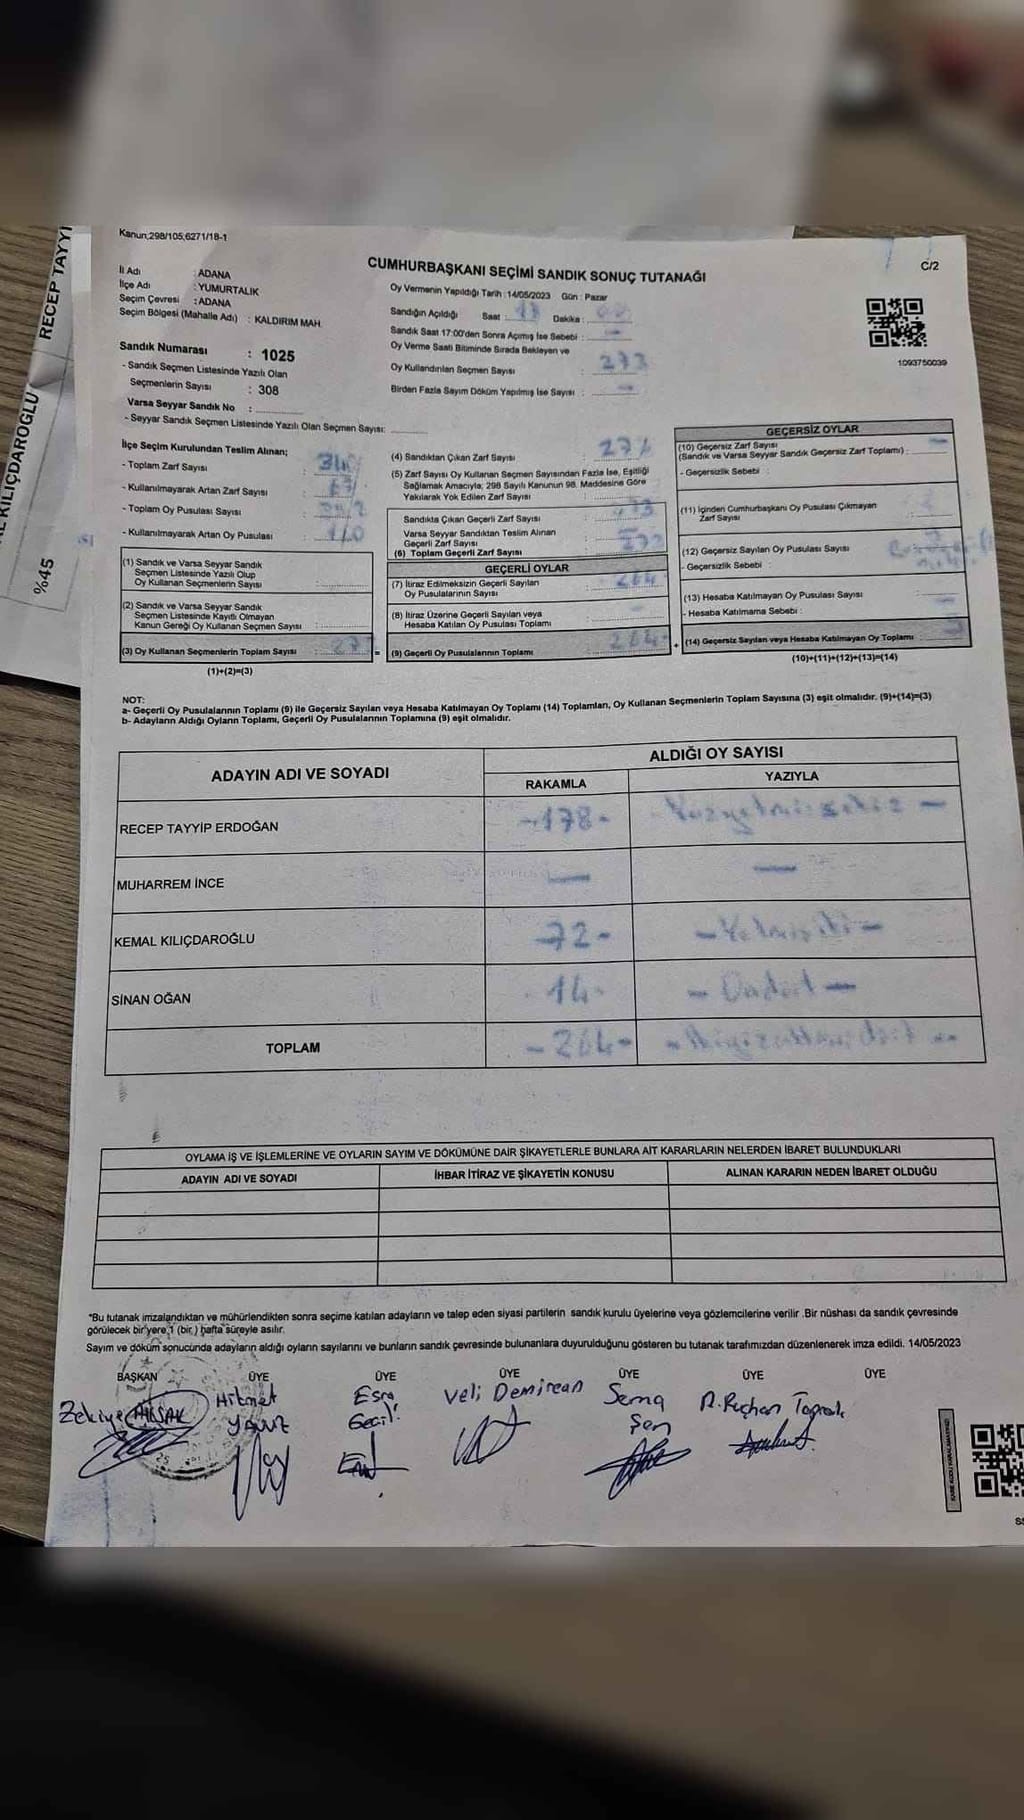 RECEP TAYYI
KILIÇDAROĞLU
%45
Kanun;298/105;6271/18-1
C/2
CUMHURBAŞKANI SEÇİMİ SANDIK SONUÇ TUTANAĞI
İl Adı : ADANA
İlçe Adı : YUMURTALIK
Seçim Çevresi : ADANA
Seçim Bölgesi (Mahalle Adı) : KALDIRIM MAH.
Oy Vermenin Yapıldığı Tarih :14/05/2023 Gün : Pazar
Sandığın Açıldığı Saat : Dakika :
Sandık Saat 17:00'den Sonra Açılmış İse Sebebi :
Oy Verme Saati Bitiminde Sırada Bekleyen ve
Oy Kullandırılan Seçmen Sayısı : 273
Birden Fazla Sayım Döküm Yapılmış İse Sayısı :
1093750039
Sandık Numarası : 1025
- Sandık Seçmen Listesinde Yazılı Olan
Seçmenlerin Sayısı : 308
Varsa Seyyar Sandık No :
- Seyyar Sandık Seçmen Listesinde Yazılı Olan Seçmen Sayısı:
İlçe Seçim Kurulundan Teslim Alınan;
- Toplam Zarf Sayısı
- Kullanılmayarak Artan Zarf Sayısı
- Toplam Oy Pusulası Sayısı
- Kullanılmayarak Artan Oy Pusulası
(1) Sandık ve Varsa Seyyar Sandık
Seçmen Listesinde Yazılı Olup
Oy Kullanan Seçmenlerin Sayısı
(2) Sandık ve Varsa Seyyar Sandık
Seçmen Listesinde Kayıtlı Olmayan
Kanun Gereği Oy Kullanan Seçmen Sayısı
(3) Oy Kullanan Seçmenlerin Toplam Sayısı
(1)+(2)=(3)
(4) Sandıktan Çıkan Zarf Sayısı
(5) Zarf Sayısı Oy Kullanan Seçmen Sayısından Fazla İse, Eşitliği
Sağlamak Amacıyla; 298 Sayılı Kanunun 98. Maddesine Göre
Yakılarak Yok Edilen Zarf Sayısı
Sandıkta Çıkan Geçerli Zarf Sayısı
Varsa Seyyar Sandıktan Teslim Alınan
Geçerli Zarf Sayısı
(6) Toplam Geçerli Zarf Sayısı
GEÇERLİ OYLAR
(7) İtiraz Edilmeksizin Geçerli Sayılan
Oy Pusulalarının Sayısı 264
(8) İtiraz Üzerine Geçerli Sayılan veya
Hesaba Katılan Oy Pusulası Toplamı
(9) Geçerli Oy Pusulalarının Toplamı 264
GEÇERSİZ OYLAR
(10) Geçersiz Zarf Sayısı
(Sandık ve Varsa Seyyar Sandık Geçersiz Zarf Toplamı) :
- Geçersizlik Sebebi :
(11) İçinden Cumhurbaşkanı Oy Pusulası Çıkmayan
Zarf Sayısı
(12) Geçersiz Sayılan Oy Pusulası Sayısı
- Geçersizlik Sebebi :
(13) Hesaba Katılmayan Oy Pusulası Sayısı
- Hesaba Katılmama Sebebi :
(14) Geçersiz Sayılan veya Hesaba Katılmayan Oy Toplamı
(10)+(11)+(12)+(13)=(14)
NOT:
a- Geçerli Oy Pusulalarının Toplamı (9) ile Geçersiz Sayılan veya Hesaba Katılmayan Oy Toplamı (14) Toplamları, Oy Kullanan Seçmenlerin Toplam Sayısına (3) eşit olmalıdır. (9)+(14)=(3)
b- Adayların Aldığı Oyların Toplamı, Geçerli Oy Pusulalarının Toplamına (9) eşit olmalıdır.
ADAYIN ADI VE SOYADI
ALDIĞI OY SAYISI
RAKAMLA YAZIYLA
RECEP TAYYİP ERDOĞAN -178- Yüzyetmişsekiz -
MUHARREM İNCE - -
KEMAL KILIÇDAROĞLU -72- - Yetmişiki -
SİNAN OĞAN -14- - Ondört -
TOPLAM -264- - İkiyüzaltmışdört -
OYLAMA İŞ VE İŞLEMLERİNE VE OYLARIN SAYIM VE DÖKÜMÜNE DAİR ŞİKAYETLERLE BUNLARA AİT KARARLARIN NELERDEN İBARET BULUNDUKLARI
ADAYIN ADI VE SOYADI İHBAR İTİRAZ VE ŞİKAYETİN KONUSU ALINAN KARARIN NEDEN İBARET OLDUĞU
*Bu tutanak imzalandıktan ve mühürlendikten sonra seçime katılan adayların ve talep eden siyasi partilerin sandık kurulu üyelerine veya gözlemcilerine verilir .Bir nüshası da sandık çevresinde
görülecek bir yere 1 (bir ) hafta süreyle asılır.
Sayım ve döküm sonucunda adayların aldığı oyların sayılarını ve bunların sandık çevresinde bulunanlara duyurulduğunu gösteren bu tutanak tarafımızdan düzenlenerek imza edildi. 14/05/2023
BAŞKAN ÜYE ÜYE ÜYE ÜYE ÜYE ÜYE
Zekiye AKSAK
Hikmet
YAVUZ
Esra
Gecil
Veli Demircan
Sema
Şen